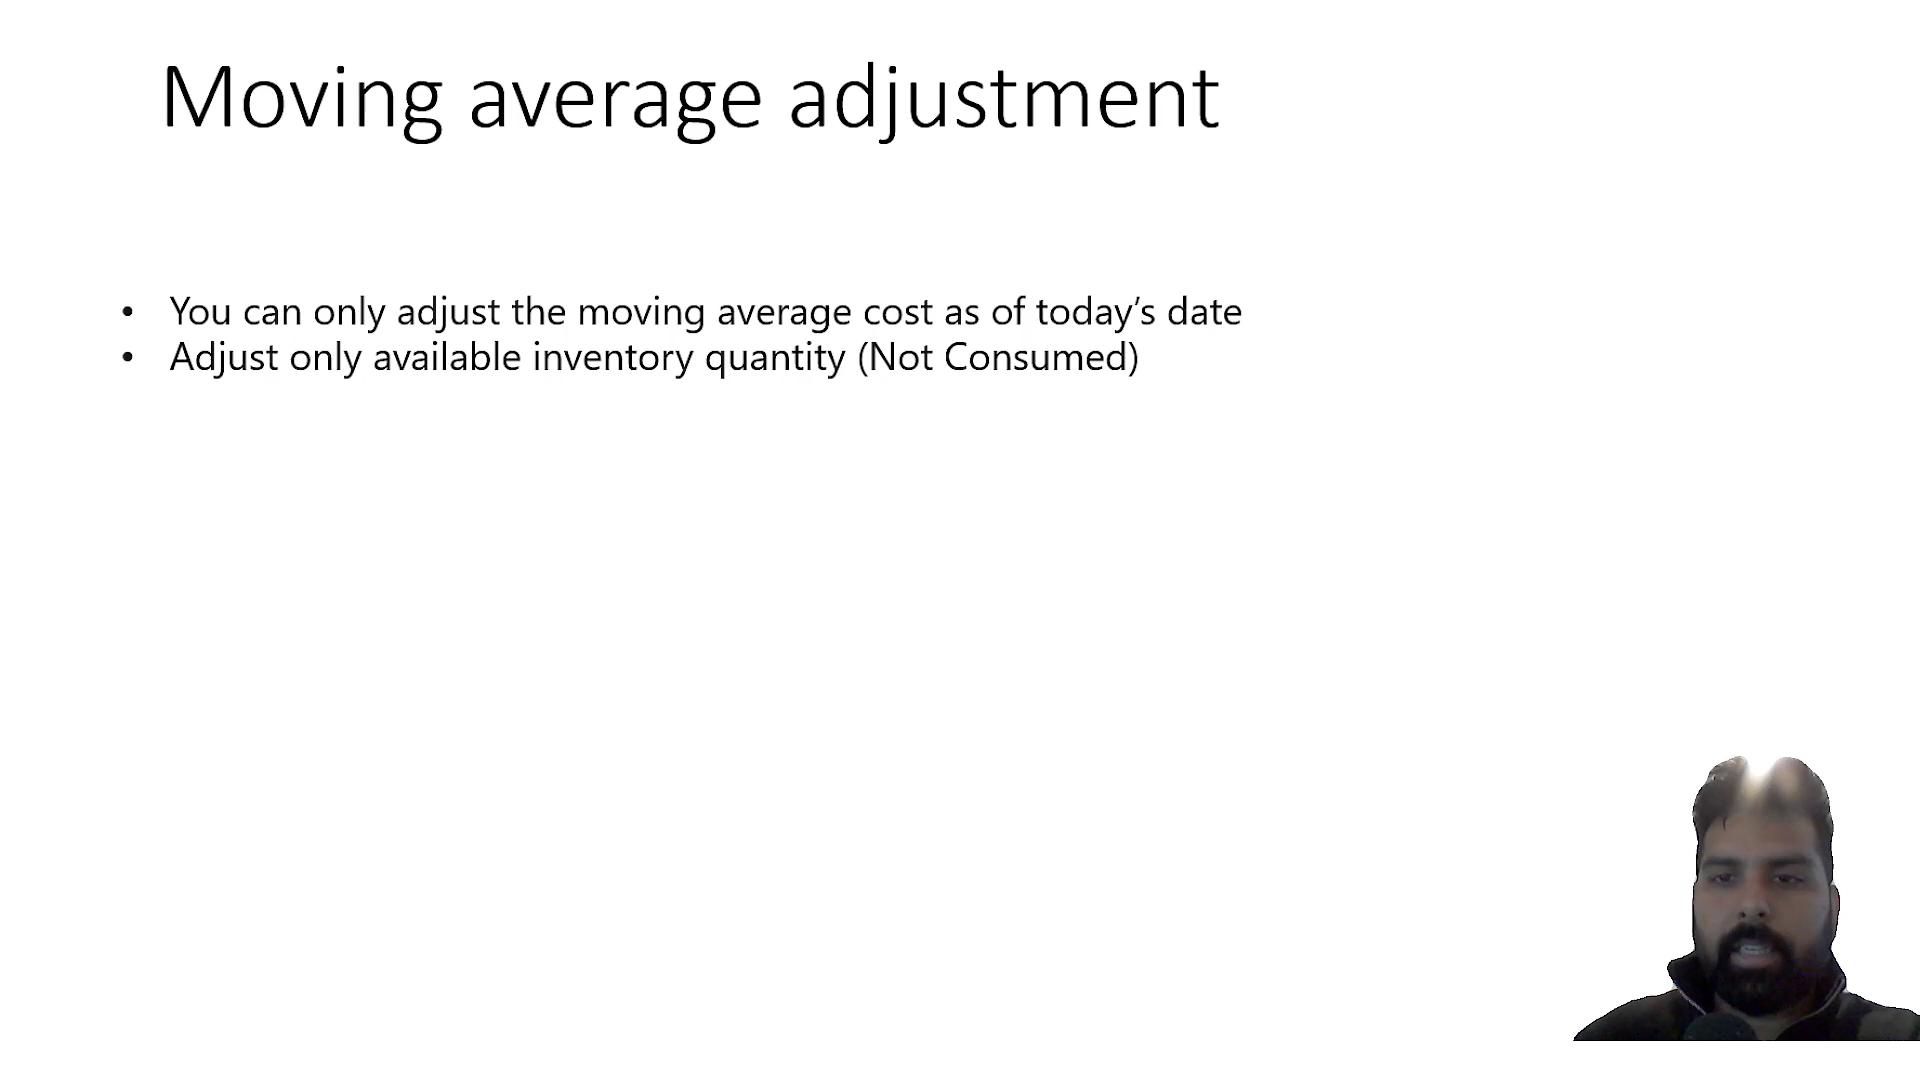 Moving average adjustment
• You can only adjust the moving average cost as of today’s date
• Adjust only available inventory quantity (Not Consumed)